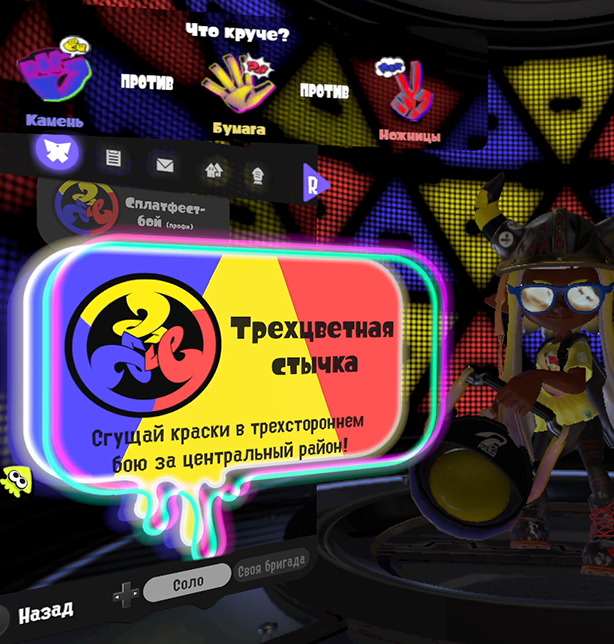 Что круче?
Камень
против
Бумага
против
Ножницы
R
Сплатфест-
бой (профи)
Трехцветная
стычка
Сгущай краски в трехстороннем
бою за центральный район!
Назад
Соло
Своя бригада